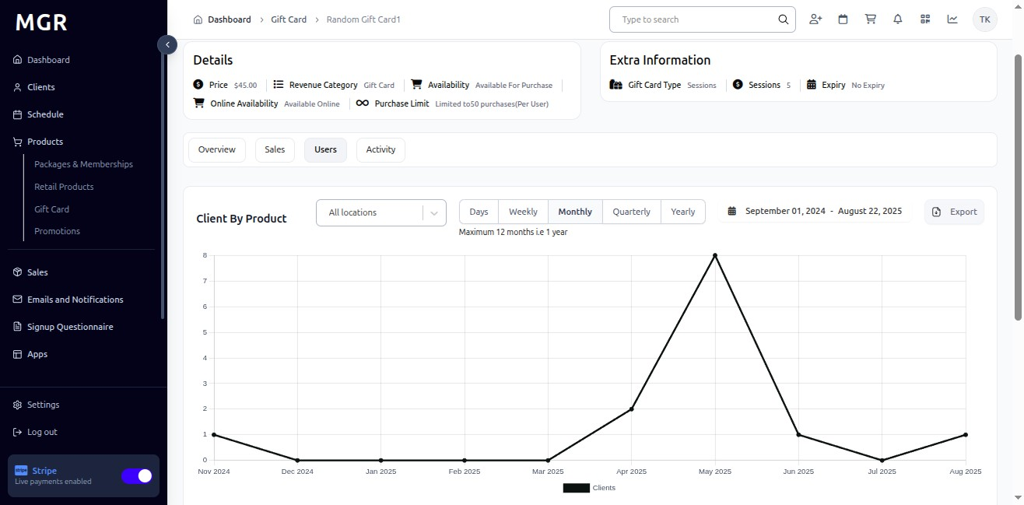 MGR
Dashboard
Clients
Schedule
Products
Packages & Memberships
Retail Products
Gift Card
Promotions
Sales
Emails and Notifications
Signup Questionnaire
Apps
Settings
Log out
Stripe
Live payments enabled
Dashboard > Gift Card > Random Gift Card1
Type to search
TK
Details
Price $45.00 Revenue Category Gift Card Availability Available For Purchase
Online Availability Available Online Purchase Limit Limited to50 purchases(Per User)
Extra Information
Gift Card Type Sessions Sessions 5 Expiry No Expiry
Overview Sales Users Activity
Client By Product
All locations
Days Weekly Monthly Quarterly Yearly
Maximum 12 months i.e 1 year
September 01, 2024 - August 22, 2025
Export
8
7
6
5
4
3
2
1
0
Nov 2024 Dec 2024 Jan 2025 Feb 2025 Mar 2025 Apr 2025 May 2025 Jun 2025 Jul 2025 Aug 2025
Clients